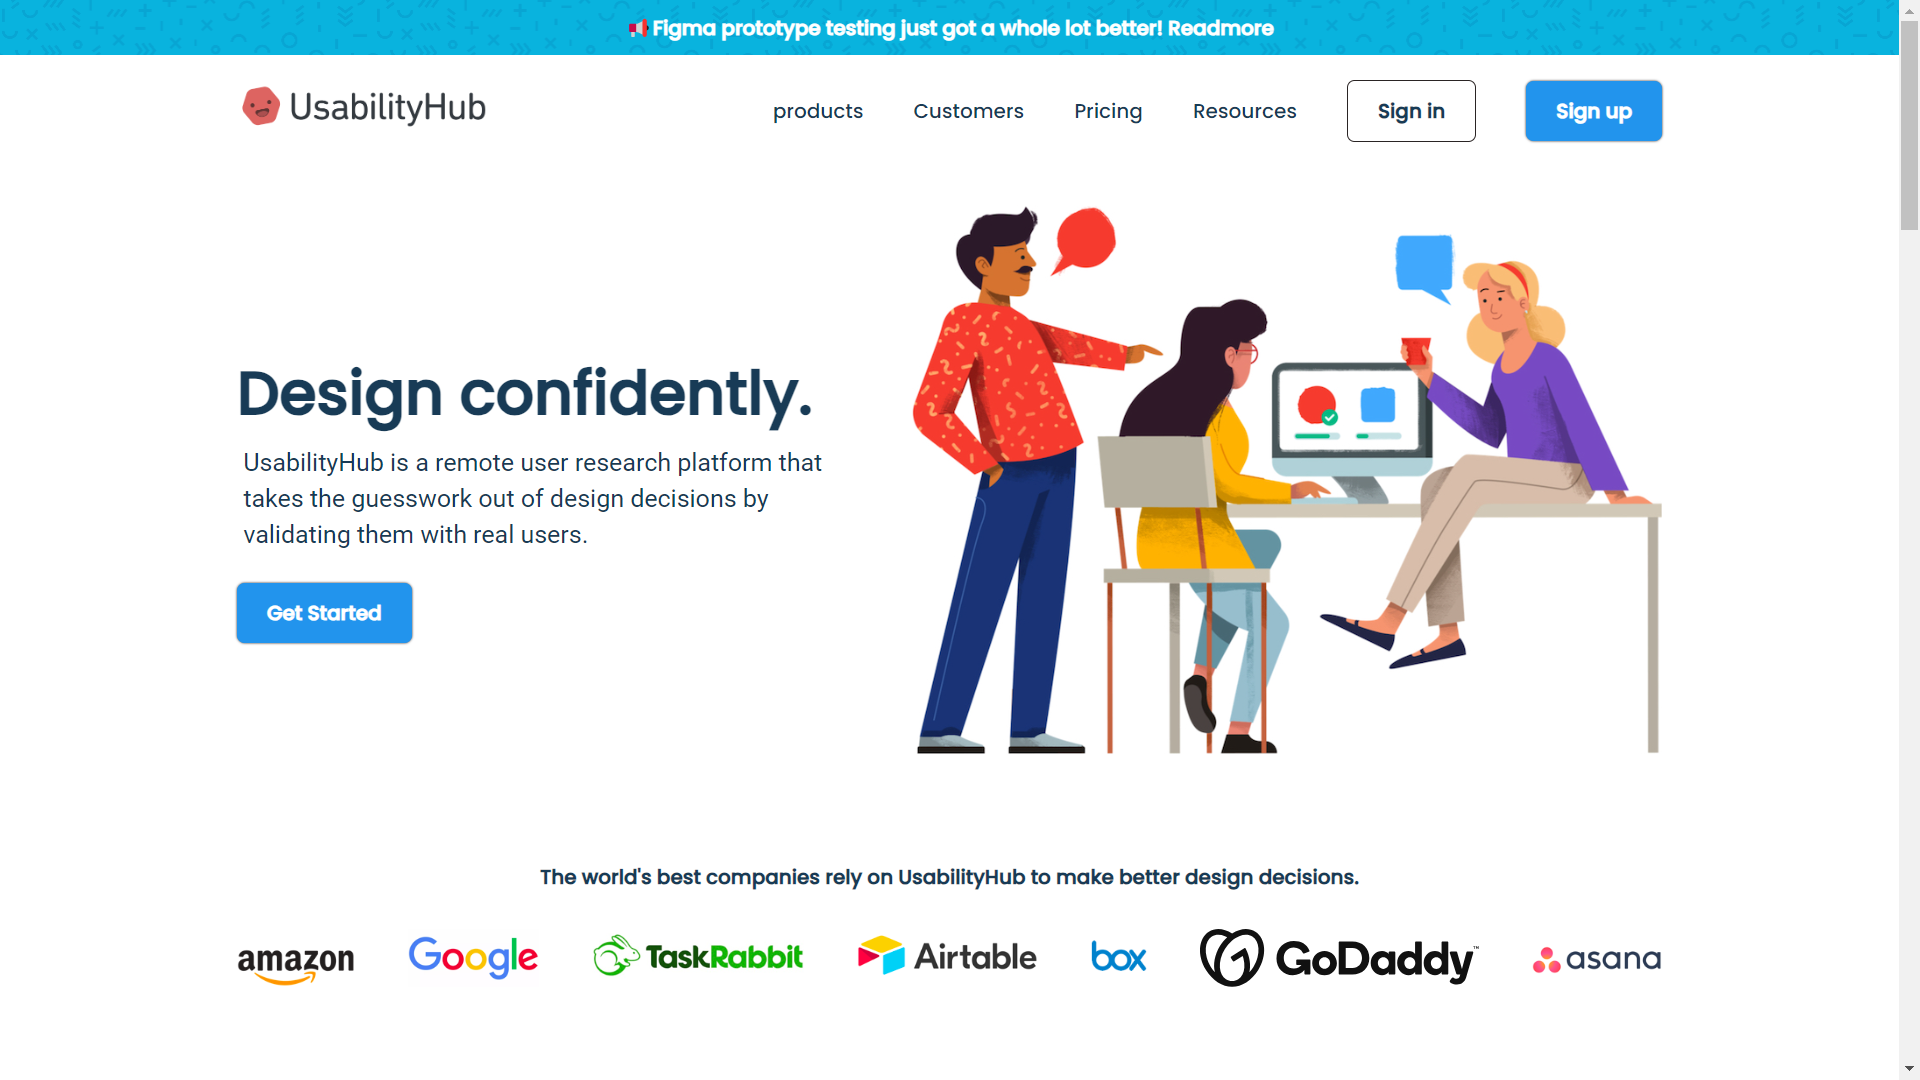 Figma prototype testing just got a whole lot better! Readmore
UsabilityHub
products
Customers
Pricing
Resources
Sign in
Sign up
Design confidently.
UsabilityHub is a remote user research platform that
takes the guesswork out of design decisions by
validating them with real users.
Get Started
The world's best companies rely on UsabilityHub to make better design decisions.
amazon
Google
TaskRabbit
Airtable
box
GoDaddy™
asana